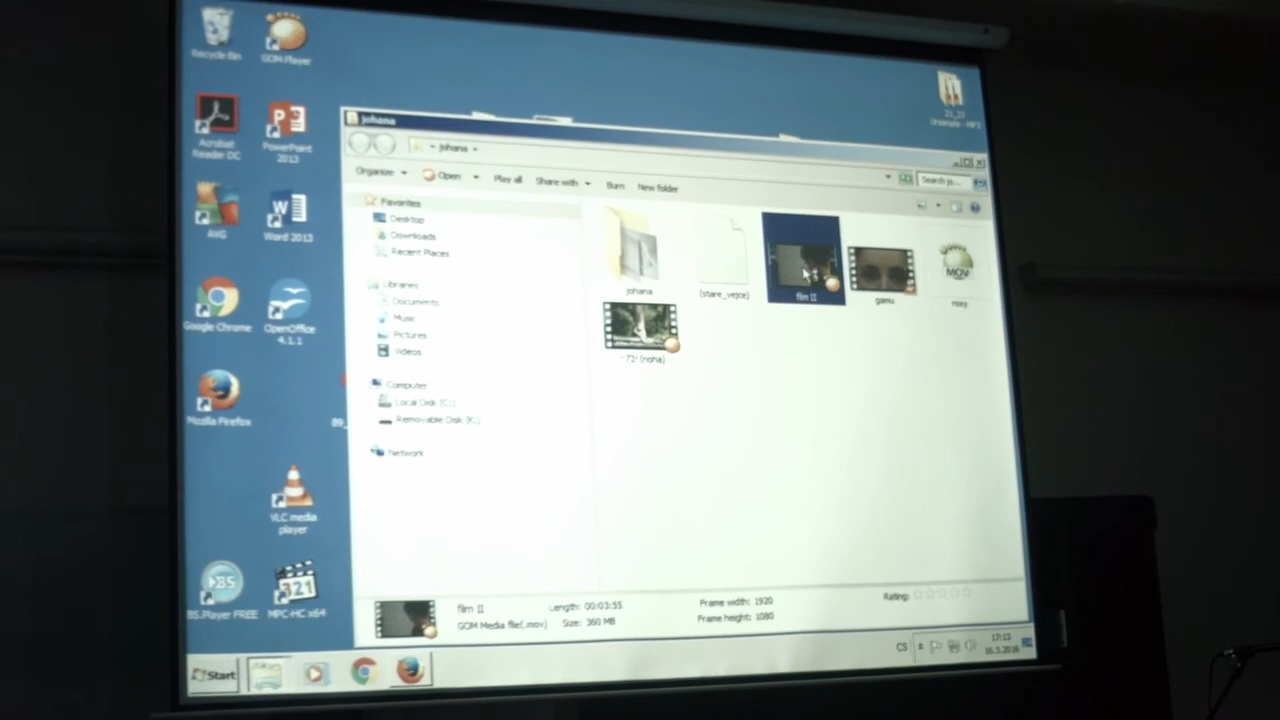 Recycle Bin
GOM Player
Acrobat
Reader DC
PowerPoint
2013
AVG
Word 2013
Google Chrome
OpenOffice
4.1.1
Mozilla Firefox
VLC media
player
BS.Player FREE
MPC-HC x64
321
johana
johana
Organize
Open
Play all
Share with
Burn
New folder
Search jo...
Favorites
Desktop
Downloads
Recent Places
Libraries
Documents
Music
Pictures
Videos
Computer
Local Disk (C:)
Removable Disk (K:)
Network
johana
(stare_vejce)
film II
gamu
MOV
roxy
- 73- (noha)
film II
GOM Media file(.mov)
Length: 00:03:55
Size: 360 MB
Frame width: 1920
Frame height: 1080
Rating:
Start
CS
17:13
16.3.2016